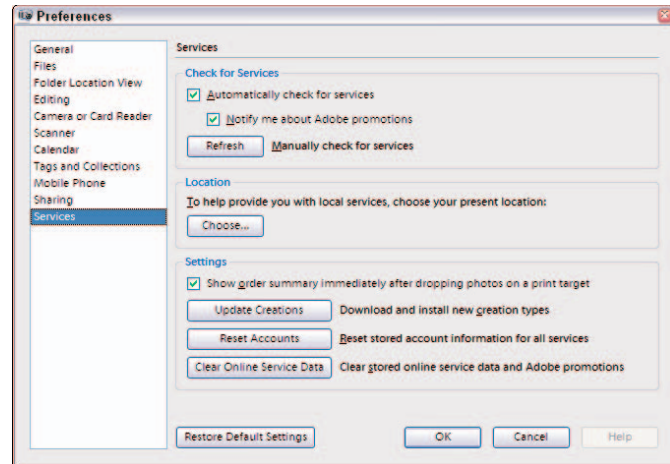 Preferences
General
Files
Folder Location View
Editing
Camera or Card Reader
Scanner
Calendar
Tags and Collections
Mobile Phone
Sharing
Services
Services
Check for Services
Automatically check for services
Notify me about Adobe promotions
Refresh Manually check for services
Location
To help provide you with local services, choose your present location:
Choose...
Settings
Show order summary immediately after dropping photos on a print target
Update Creations Download and install new creation types
Reset Accounts Reset stored account information for all services
Clear Online Service Data Clear stored online service data and Adobe promotions
Restore Default Settings OK Cancel Help